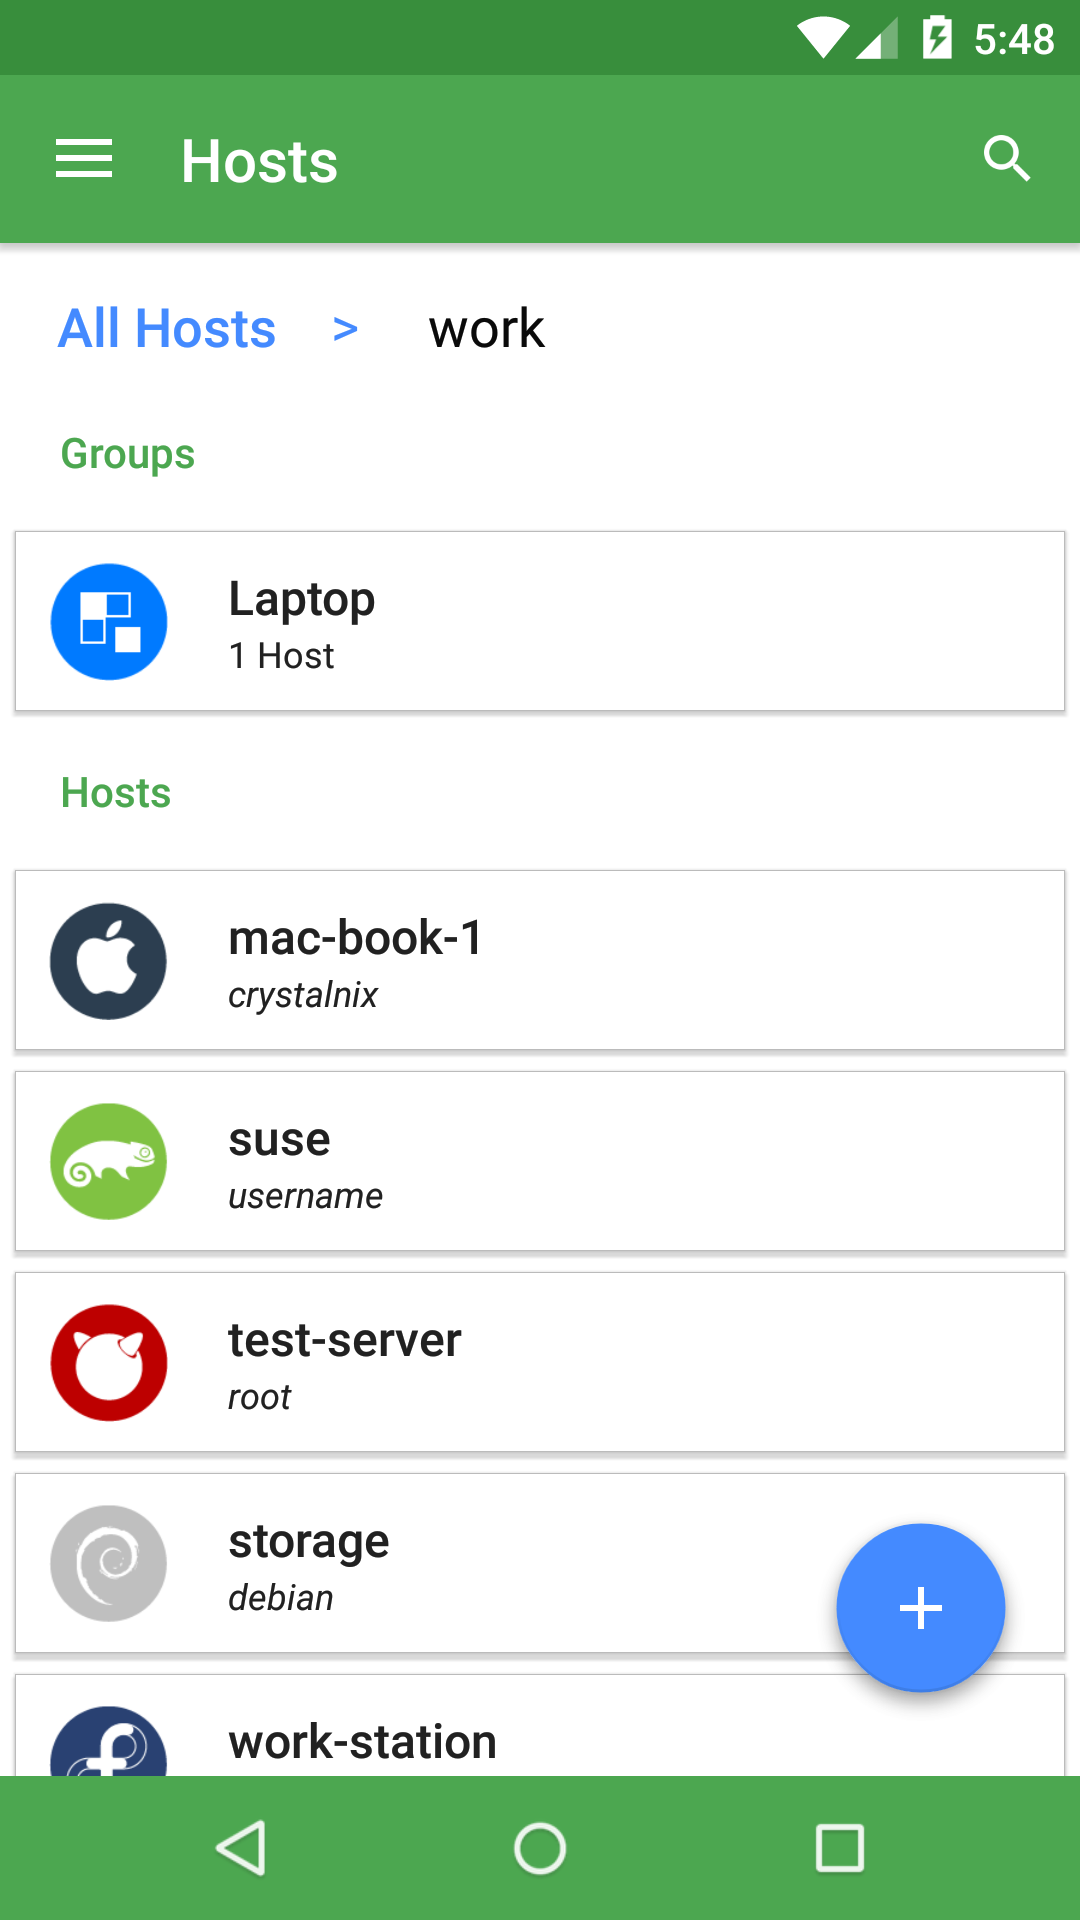 5:48
Hosts
All Hosts > work
Groups
Laptop
1 Host
Hosts
mac-book-1
crystalnix
suse
username
test-server
root
storage
debian
work-station